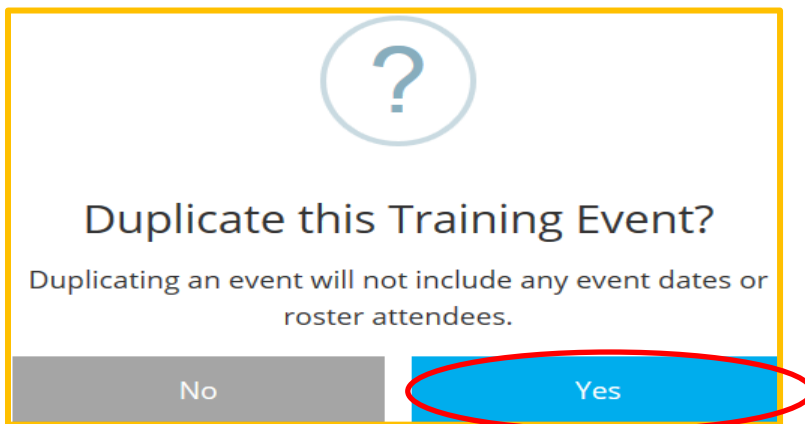 ?
Duplicate this Training Event?
Duplicating an event will not include any event dates or
roster attendees.
No
Yes